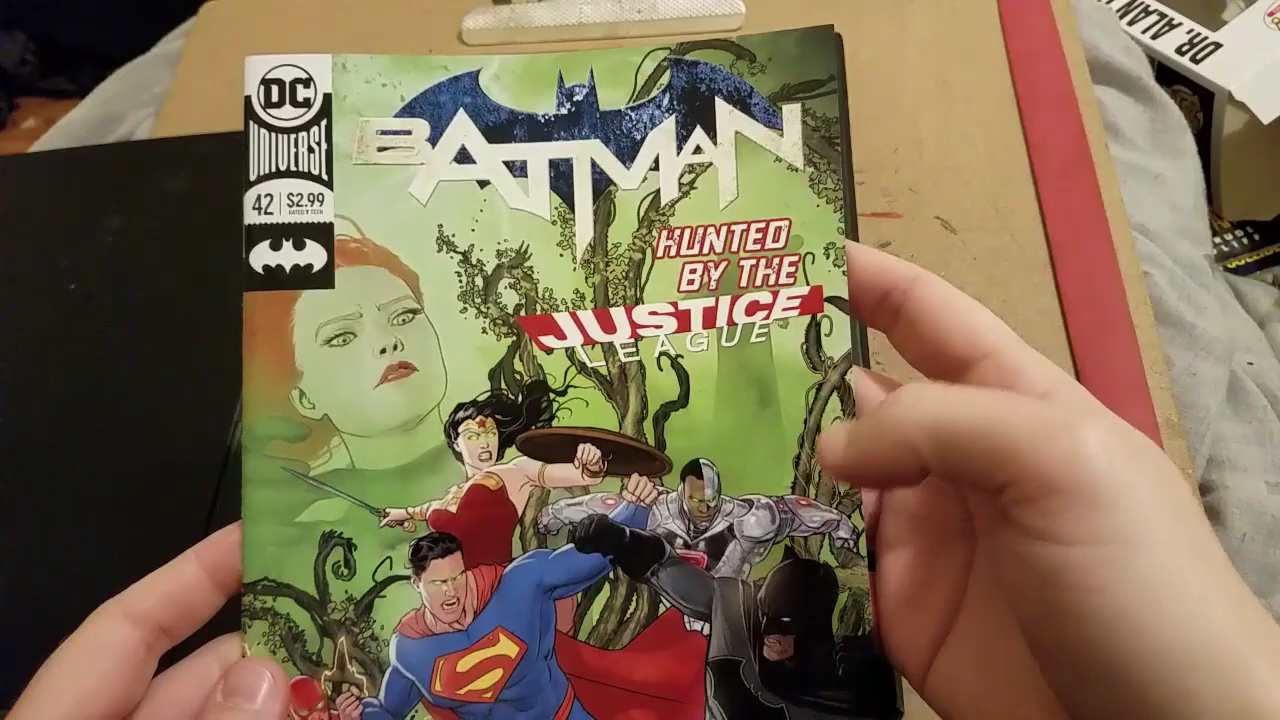 DC
UNIVERSE
42 $2.99
RATED T TEEN
BATMAN
HUNTED
BY THE
JUSTICE
LEAGUE
S
DR. ALAN